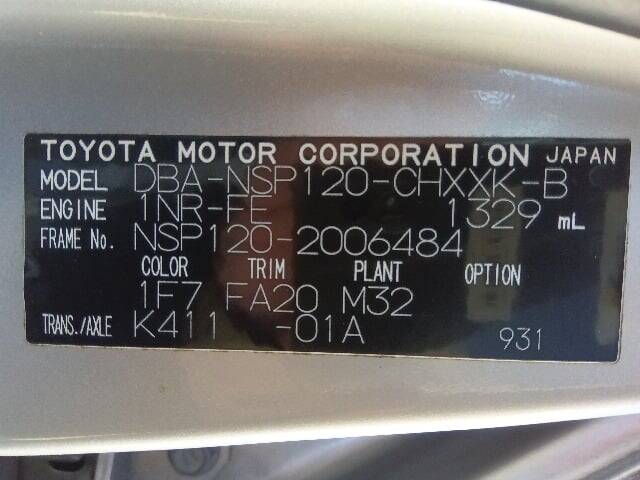 TOYOTA MOTOR CORPORATION JAPAN
MODEL DBA-NSP120-CHXXK-B
ENGINE 1NR-FE 1329 mL
FRAME No. NSP120-2006484
COLOR TRIM PLANT OPTION
1F7 FA20 M32
TRANS./AXLE K411 -01A 931